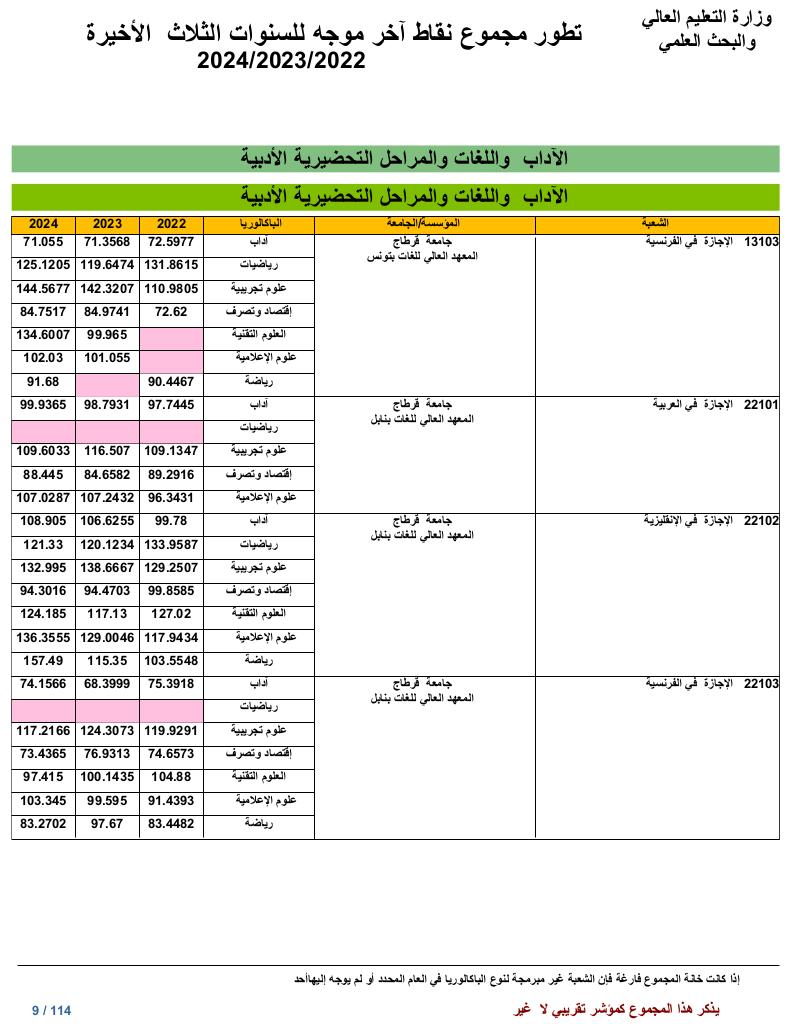 وزارة التعليم العالي
والبحث العلمي
تطور مجموع نقاط آخر موجه للسنوات الثلاث الأخيرة
2024/2023/2022
الآداب واللغات والمراحل التحضيرية الأدبية
الآداب واللغات والمراحل التحضيرية الأدبية
الشعبة المؤسسة/الجامعة الباكالوريا 2022 2023 2024
13103 الإجازة في الفرنسية جامعة قرطاج آداب 72.5977 71.3568 71.055
المعهد العالي للغات بتونس
رياضيات 131.8615 119.6474 125.1205
علوم تجريبية 110.9805 142.3207 144.5677
إقتصاد وتصرف 72.62 84.9741 84.7517
العلوم التقنية 99.965 134.6007
علوم الإعلامية 101.055 102.03
رياضة 90.4467 91.68
22101 الإجازة في العربية جامعة قرطاج آداب 97.7445 98.7931 99.9365
المعهد العالي للغات بنابل
رياضيات
علوم تجريبية 109.1347 116.507 109.6033
إقتصاد وتصرف 89.2916 84.6582 88.445
علوم الإعلامية 96.3431 107.2432 107.0287
22102 الإجازة في الإنقليزية جامعة قرطاج آداب 99.78 106.6255 108.905
المعهد العالي للغات بنابل
رياضيات 133.9587 120.1234 121.33
علوم تجريبية 129.2507 138.6667 132.995
إقتصاد وتصرف 99.8585 94.4703 94.3016
العلوم التقنية 127.02 117.13 124.185
علوم الإعلامية 117.9434 129.0046 136.3555
رياضة 103.5548 115.35 157.49
22103 الإجازة في الفرنسية جامعة قرطاج آداب 75.3918 68.3999 74.1566
المعهد العالي للغات بنابل
رياضيات
علوم تجريبية 119.9291 124.3073 117.2166
إقتصاد وتصرف 74.6573 76.9313 73.4365
العلوم التقنية 104.88 100.1435 97.415
علوم الإعلامية 91.4393 99.595 103.345
رياضة 83.4482 97.67 83.2702
إذا كانت خانة المجموع فارغة فإن الشعبة غير مبرمجة لنوع الباكالوريا في العام المحدد أو لم يوجه إليهاأحد
يذكر هذا المجموع كمؤشر تقريبي لا غير
9 / 114